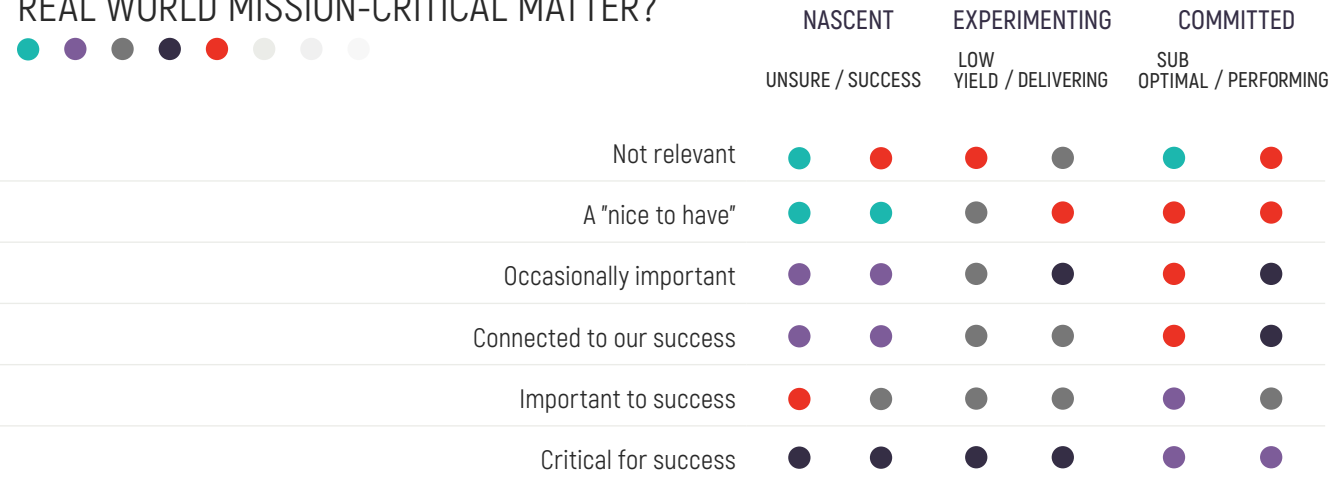 REAL WORLD MISSION-CRITICAL MATTER?
NASCENT EXPERIMENTING COMMITTED
UNSURE / SUCCESS LOW YIELD / DELIVERING SUB OPTIMAL / PERFORMING
Not relevant
A "nice to have"
Occasionally important
Connected to our success
Important to success
Critical for success